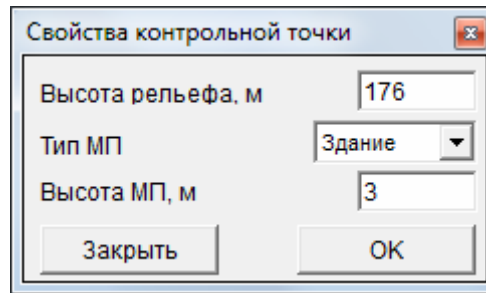 Свойства контрольной точки
Высота рельефа, м 176
Тип МП Здание
Высота МП, м 3
Закрыть OK